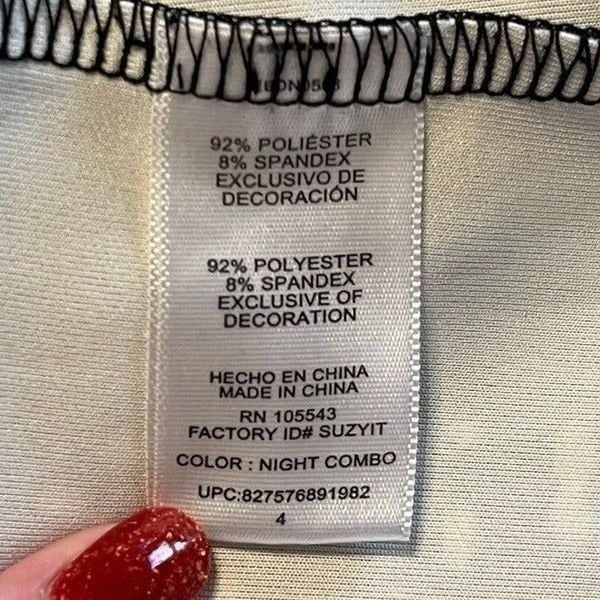 92% POLIÉSTER
8% SPANDEX
EXCLUSIVO DE
DECORACIÓN
92% POLYESTER
8% SPANDEX
EXCLUSIVE OF
DECORATION
HECHO EN CHINA
MADE IN CHINA
RN 105543
FACTORY ID# SUZYIT
COLOR : NIGHT COMBO
UPC:827576891982
4